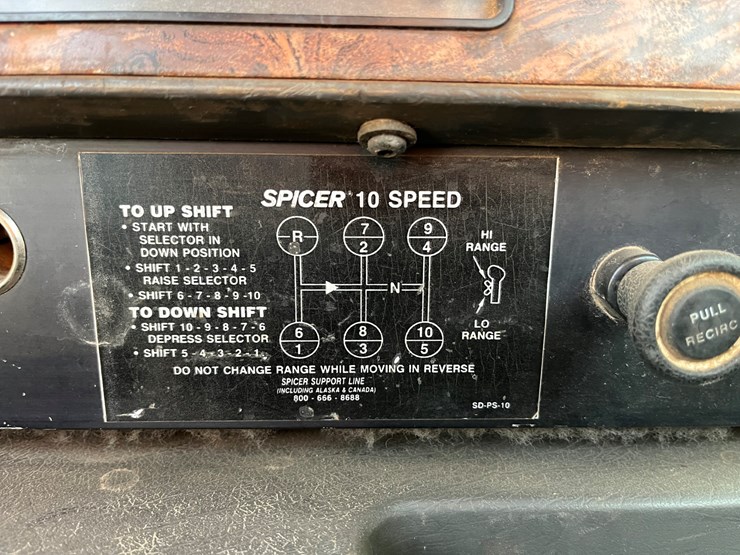 SPICER® 10 SPEED
TO UP SHIFT
• START WITH
SELECTOR IN
DOWN POSITION
• SHIFT 1 - 2 - 3 - 4 - 5
RAISE SELECTOR
• SHIFT 6 - 7 - 8 - 9 -10
TO DOWN SHIFT
• SHIFT 10 - 9 - 8 - 7 - 6
DEPRESS SELECTOR
• SHIFT 5 - 4 - 3 - 2 - 1
R
7
2
9
4
N
6
1
8
3
10
5
HI
RANGE
LO
RANGE
DO NOT CHANGE RANGE WHILE MOVING IN REVERSE
SPICER SUPPORT LINE
(INCLUDING ALASKA & CANADA)
800 - 666 - 8688
SD-PS-10
PULL
RECIRC